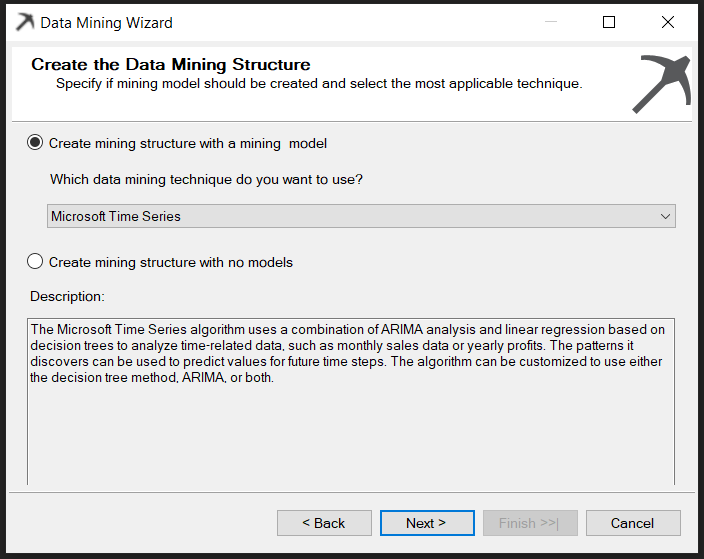 Data Mining Wizard
Create the Data Mining Structure
Specify if mining model should be created and select the most applicable technique.
Create mining structure with a mining model
Which data mining technique do you want to use?
Microsoft Time Series
Create mining structure with no models
Description:
The Microsoft Time Series algorithm uses a combination of ARIMA analysis and linear regression based on
decision trees to analyze time-related data, such as monthly sales data or yearly profits. The patterns it
discovers can be used to predict values for future time steps. The algorithm can be customized to use either
the decision tree method, ARIMA, or both.
< Back
Next >
Finish >>|
Cancel